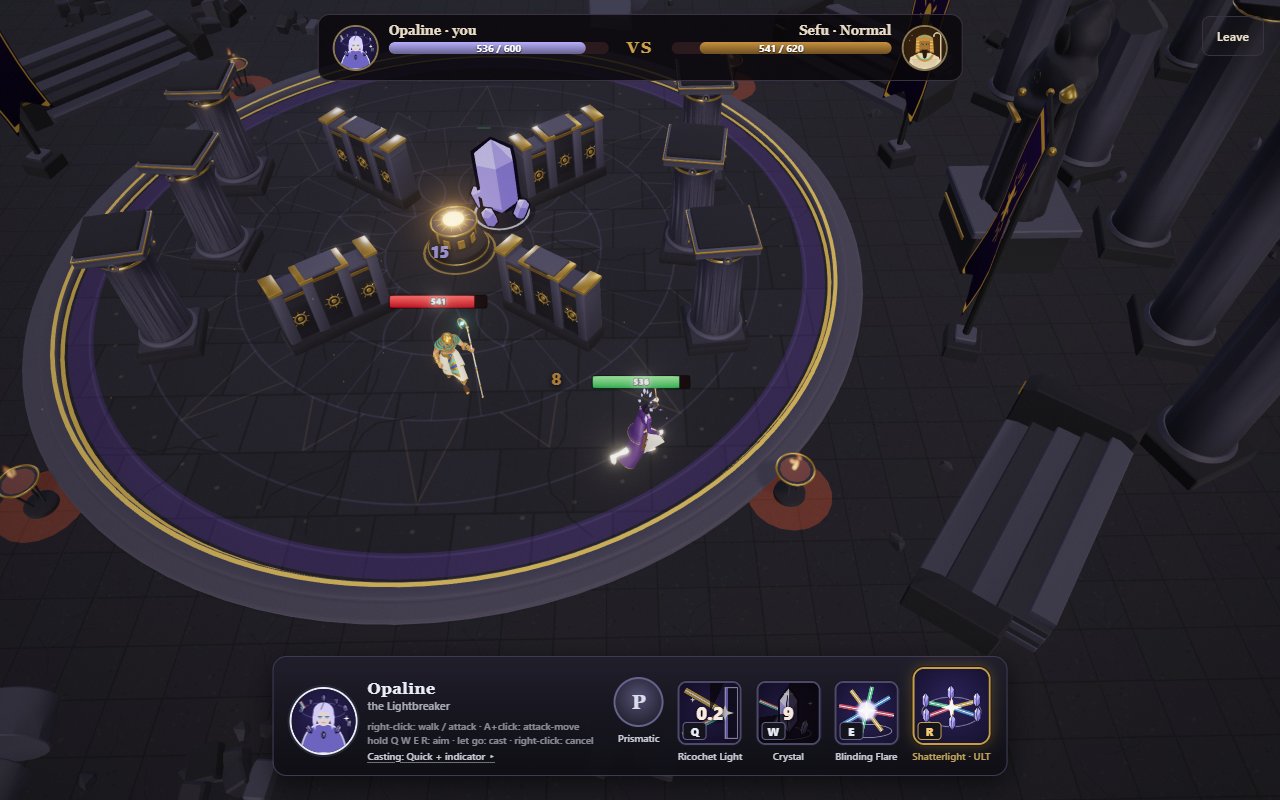 Opaline · you
536 / 600
VS
Sefu · Normal
541 / 620
Leave
15
541
8
536
Opaline
the Lightbreaker
right-click: walk / attack · A+click: attack-move
hold Q W E R: aim · let go: cast · right-click: cancel
Casting: Quick + indicator ▸
P
Prismatic
0.2
Q
Ricochet Light
9
W
Crystal
E
Blinding Flare
R
Shatterlight · ULT